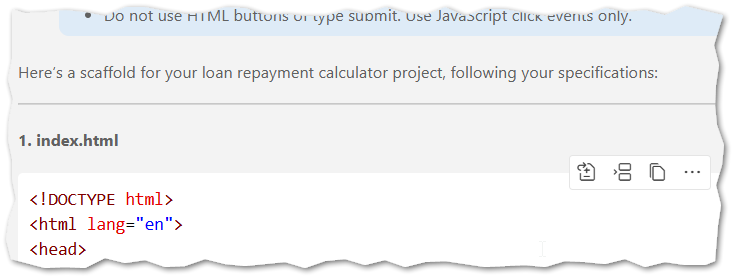 Do not use HTML buttons of type submit. Use JavaScript click events only.
Here's a scaffold for your loan repayment calculator project, following your specifications:
1. index.html
<!DOCTYPE html>
<html lang="en">
<head>